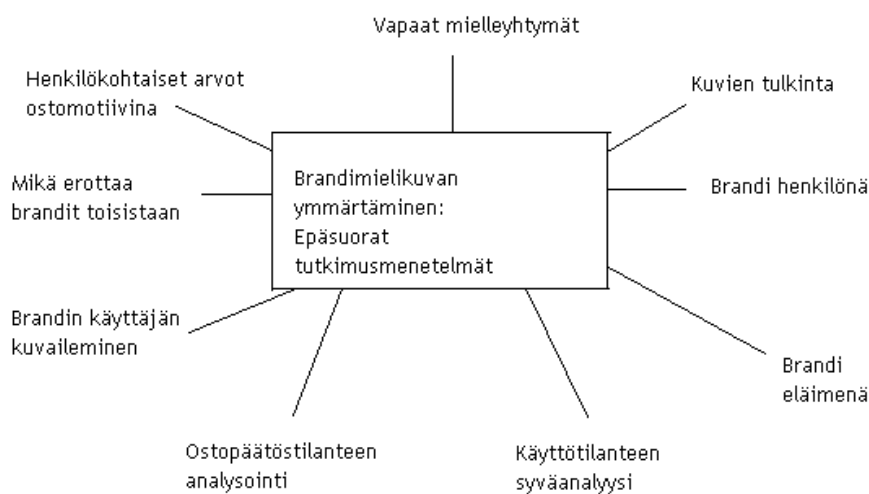 Vapaat mielleyhtymät
Henkilökohtaiset arvot
ostomotiivina
Kuvien tulkinta
Mikä erottaa
brandit toisistaan
Brandimielikuvan
ymmärtäminen:
Epäsuorat
tutkimusmenetelmät
Brandi henkilönä
Brandin käyttäjän
kuvaileminen
Brandi
eläimenä
Ostopäätöstilanteen
analysointi
Käyttötilanteen
syväanalyysi